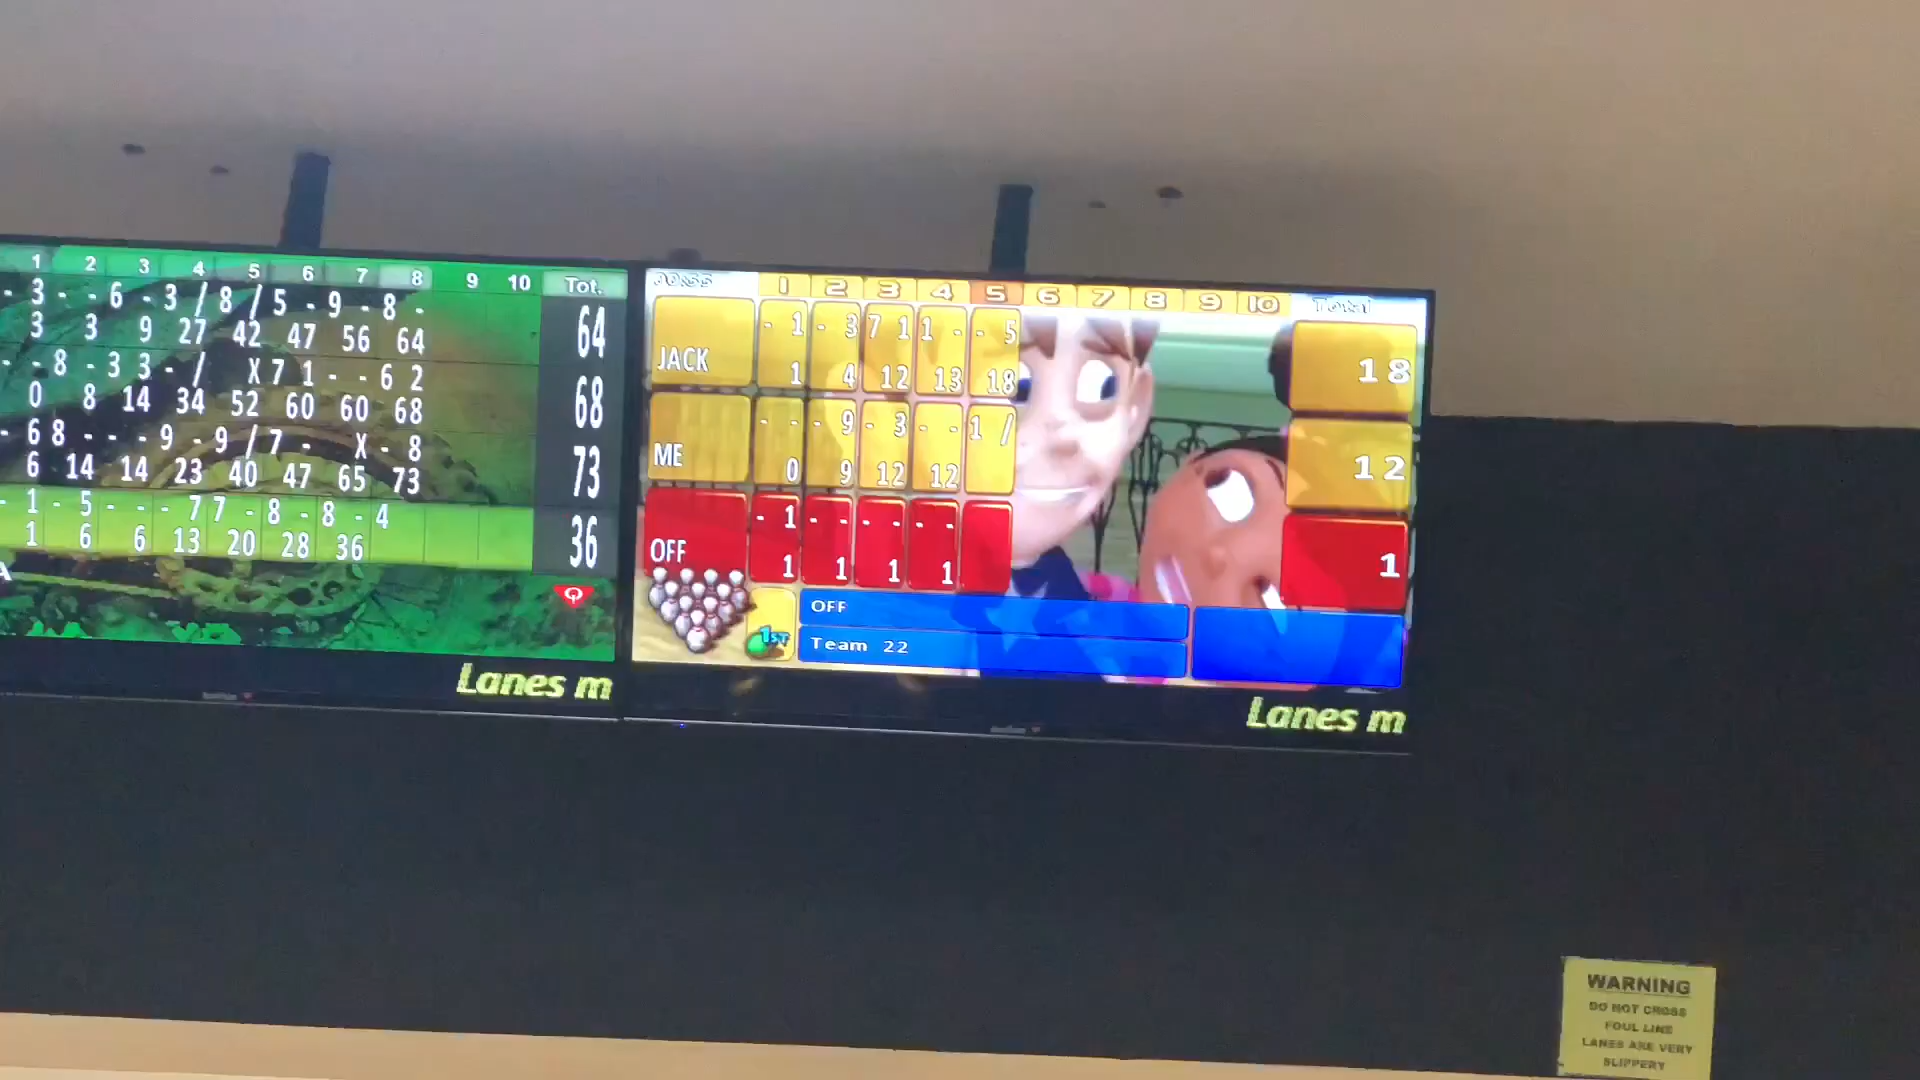 1 2 3 4 5 6 7 8 9 10 Tot.
- 3 - - 6 - 3 / 8 / 5 - 9 - 8 -
3 3 9 27 42 47 56 64
64
- - 8 - 3 3 - / X 7 1 - - 6 2
0 8 14 34 52 60 60 68
68
- 6 8 - - - 9 - 9 / 7 - X - 8
6 14 14 23 40 47 65 73
73
- 1 - 5 - - - 7 7 - 8 - 8 - 4
1 6 6 13 20 28 36
36
Lanes m
1 2 3 4 5 6 7 8 9 10 Total
JACK
- 1 - 3 7 1 1 - - 5
1 4 12 13 18
18
ME
- - - 9 - 3 - - 1 /
0 9 12 12
12
OFF
- 1 - - - - - -
1 1 1 1
1
1ST
OFF
Team 22
Lanes m
WARNING
DO NOT CROSS
FOUL LINE
LANES ARE VERY
SLIPPERY